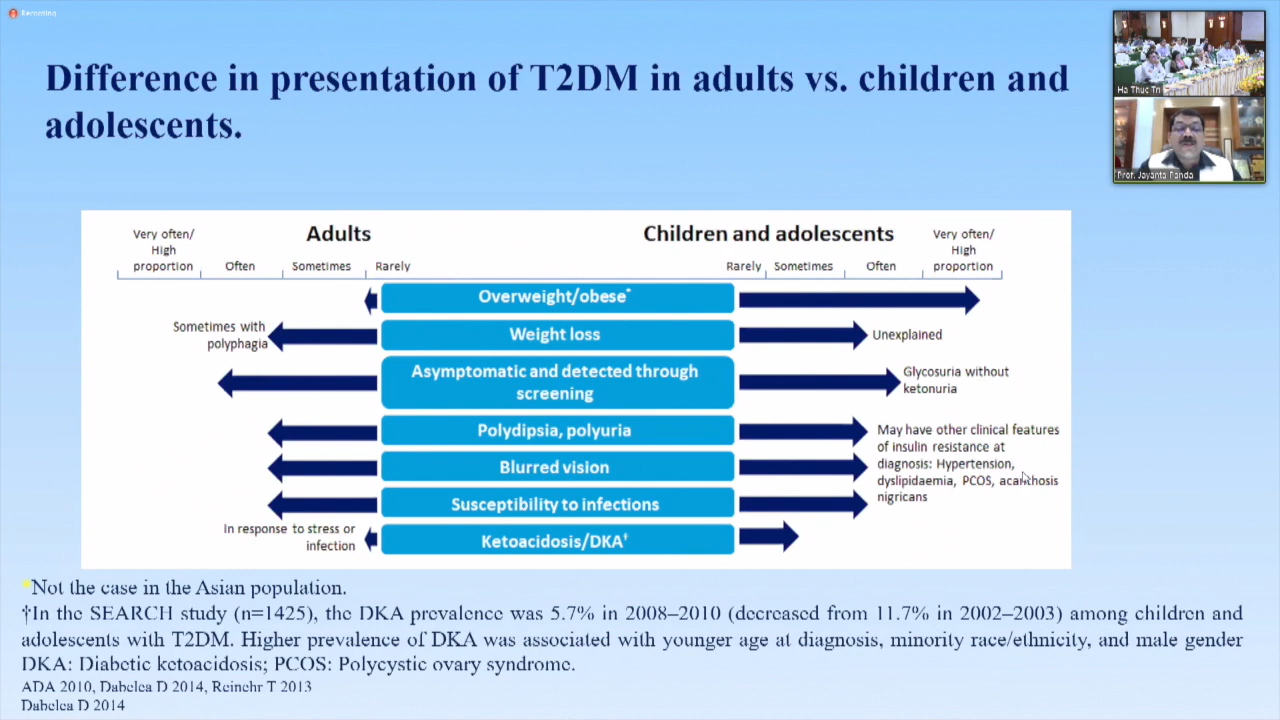 Recording
Difference in presentation of T2DM in adults vs. children and
adolescents.
Ha Thuc Tri
Prof. Jayanta Panda
Very often/
High
proportion
Often
Sometimes
Adults
Rarely
Children and adolescents
Rarely
Sometimes
Often
Very often/
High
proportion
Overweight/obese*
Sometimes with
polyphagia
Weight loss
Unexplained
Asymptomatic and detected through
screening
Glycosuria without
ketonuria
Polydipsia, polyuria
Blurred vision
Susceptibility to infections
May have other clinical features
of insulin resistance at
diagnosis: Hypertension,
dyslipidaemia, PCOS, acanthosis
nigricans
In response to stress or
infection
Ketoacidosis/DKA†
*Not the case in the Asian population.
†In the SEARCH study (n=1425), the DKA prevalence was 5.7% in 2008–2010 (decreased from 11.7% in 2002–2003) among children and
adolescents with T2DM. Higher prevalence of DKA was associated with younger age at diagnosis, minority race/ethnicity, and male gender
DKA: Diabetic ketoacidosis; PCOS: Polycystic ovary syndrome.
ADA 2010, Dabelea D 2014, Reinehr T 2013
Dabelea D 2014